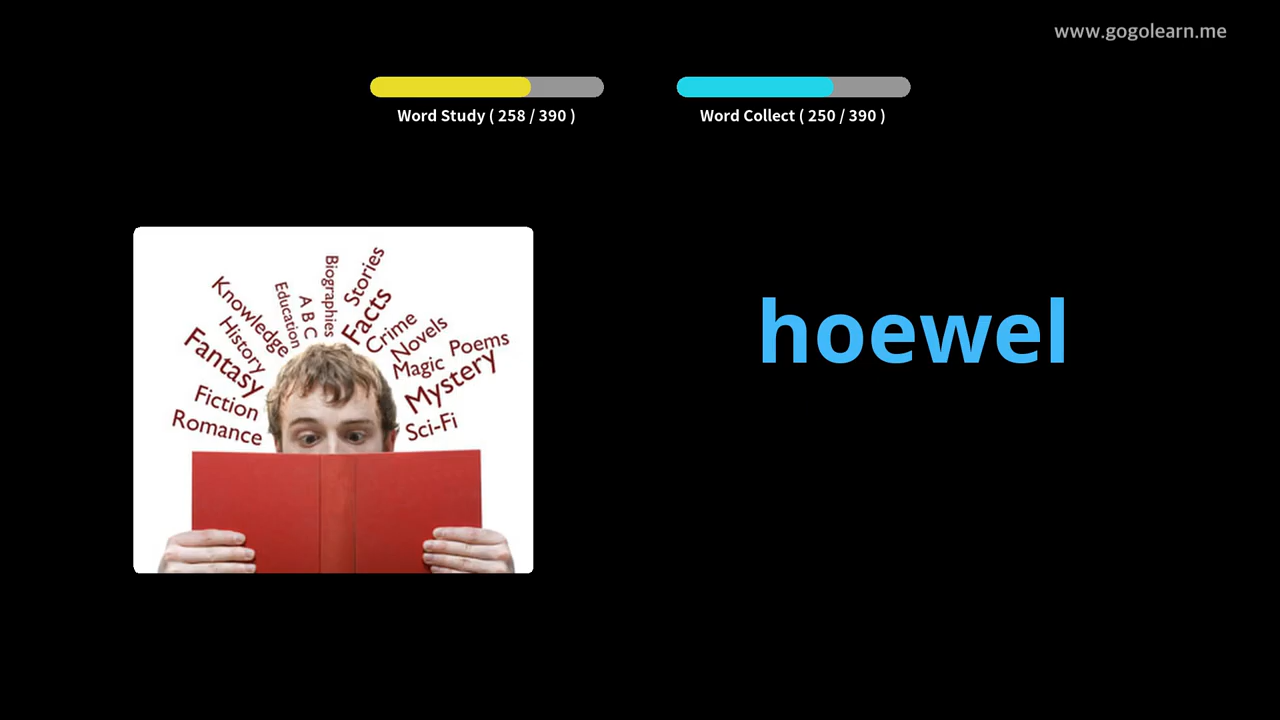 www.gogolearn.me
Word Study ( 258 / 390 )
Word Collect ( 250 / 390 )
hoewel
Biographies
Stories
Education
A B C
Facts
Knowledge
Crime
History
Novels
Fantasy
Magic
Poems
Mystery
Fiction
Romance
Sci-Fi